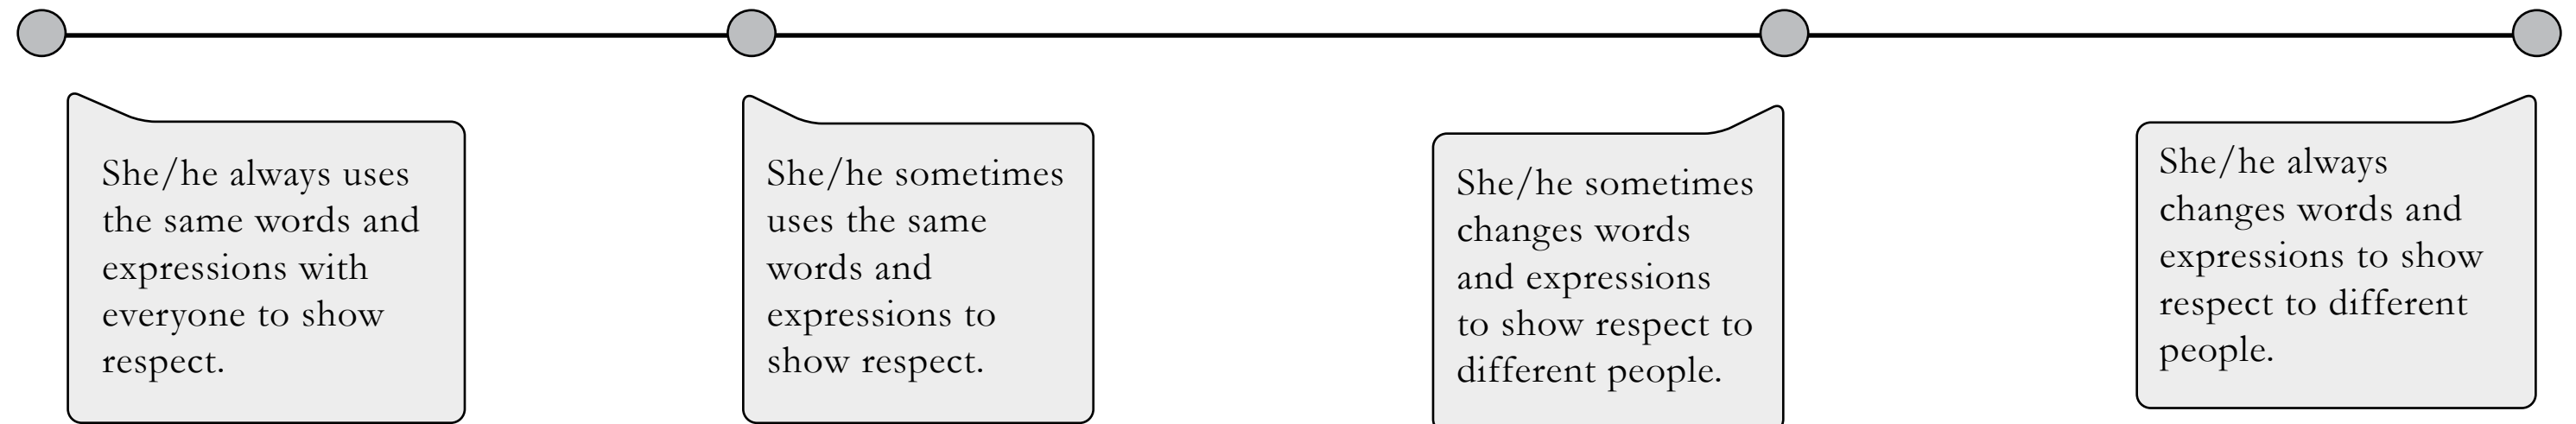 She/he always uses
the same words and
expressions with
everyone to show
respect.
She/he sometimes
uses the same
words and
expressions to
show respect.
She/he sometimes
changes words
and expressions
to show respect to
different people.
She/he always
changes words and
expressions to show
respect to different
people.